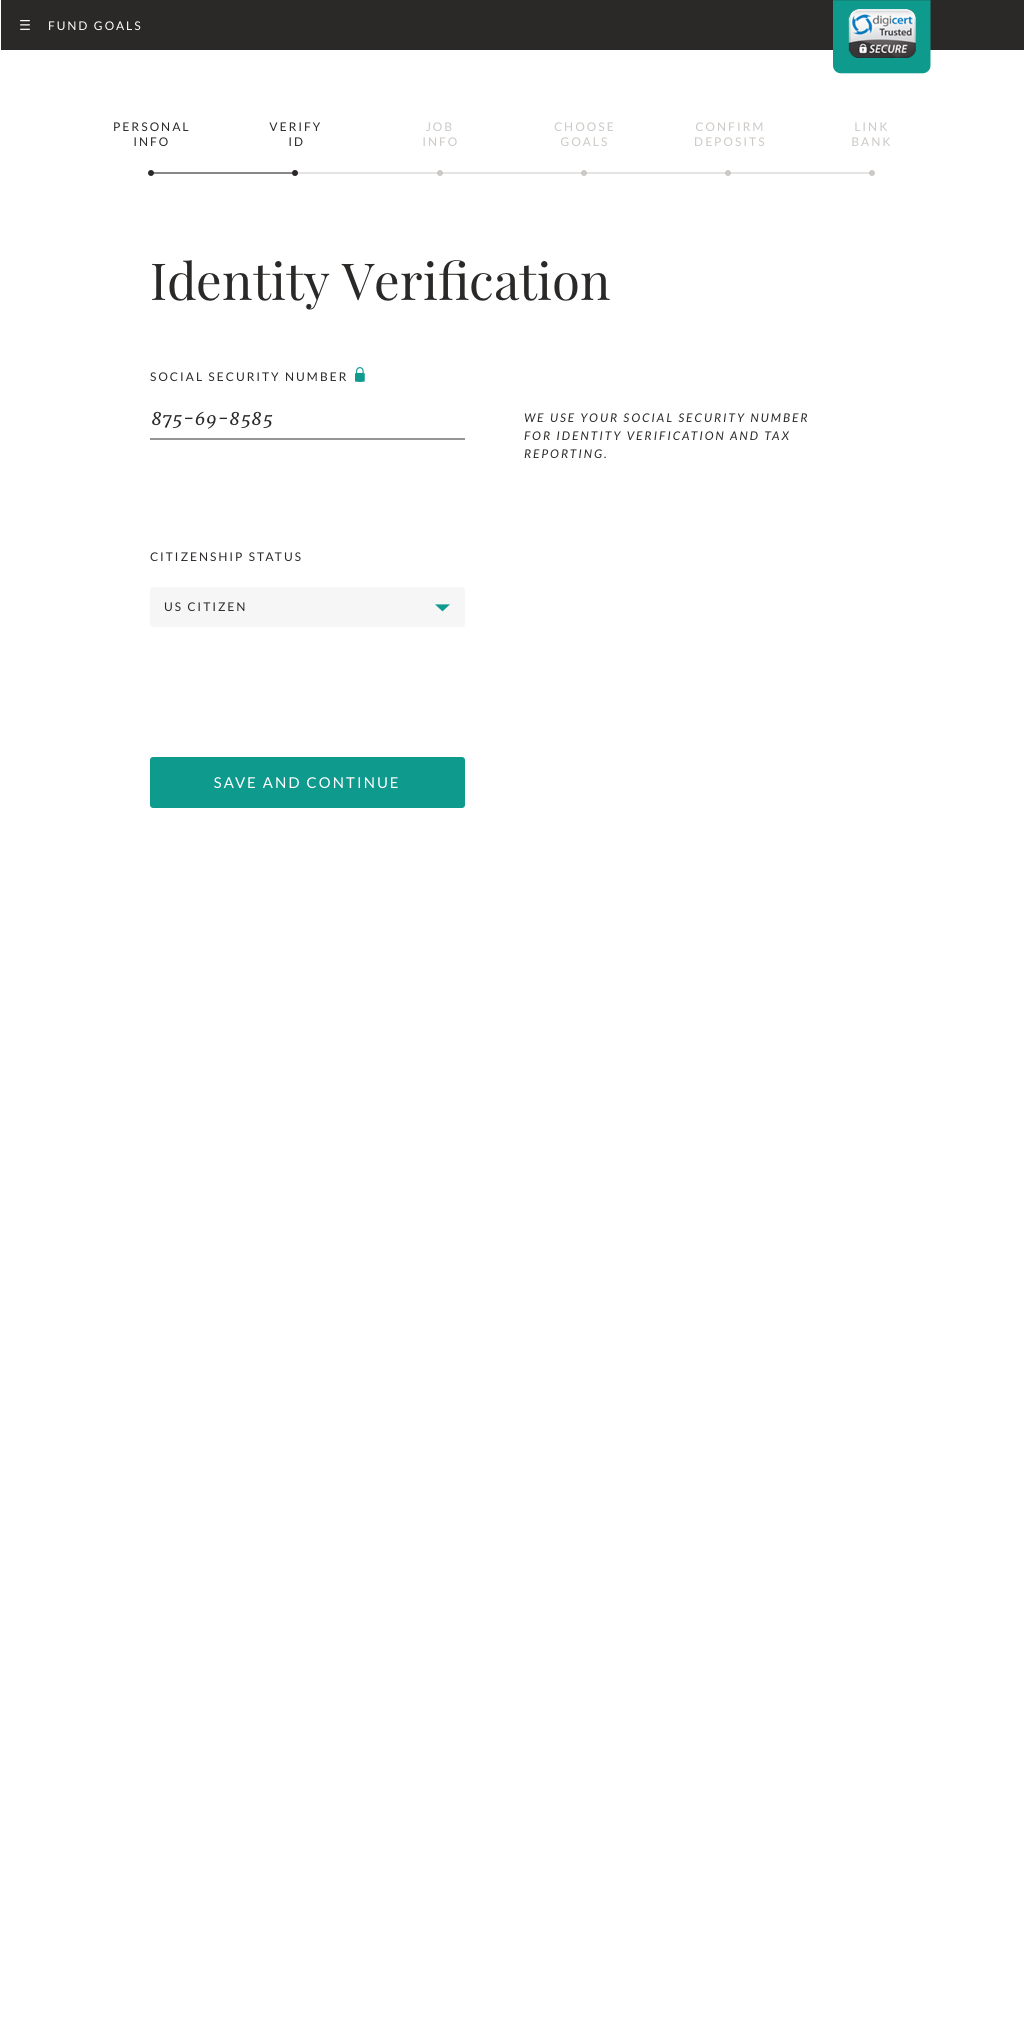 ☰ FUND GOALS
digicert
Trusted
SECURE
PERSONAL
INFO
VERIFY
ID
JOB
INFO
CHOOSE
GOALS
CONFIRM
DEPOSITS
LINK
BANK
Identity Verification
SOCIAL SECURITY NUMBER
875-69-8585
WE USE YOUR SOCIAL SECURITY NUMBER
FOR IDENTITY VERIFICATION AND TAX
REPORTING.
CITIZENSHIP STATUS
US CITIZEN
SAVE AND CONTINUE